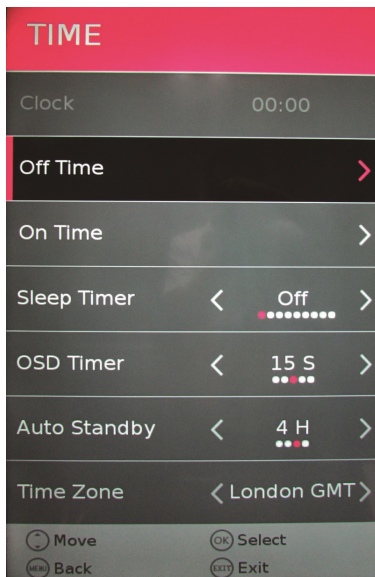 TIME
Clock 00:00
Off Time
On Time
Sleep Timer Off
OSD Timer 15 S
Auto Standby 4 H
Time Zone London GMT
Move OK Select
MENU Back EXIT Exit